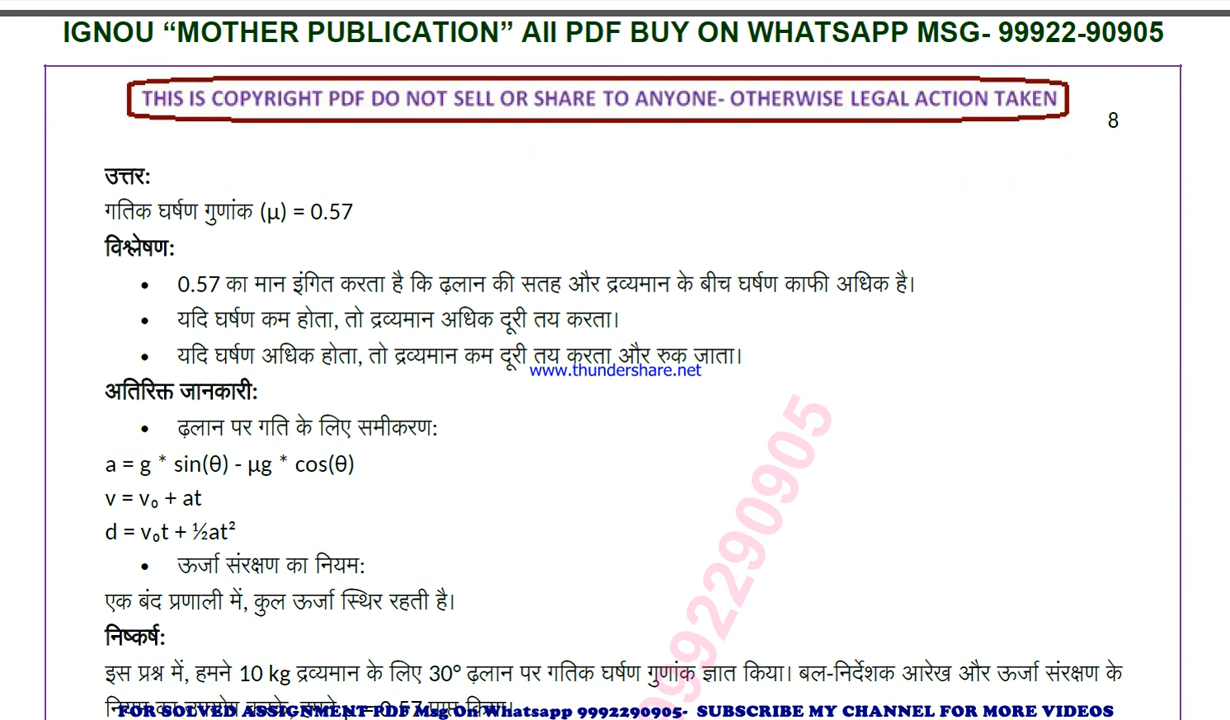 IGNOU “MOTHER PUBLICATION” All PDF BUY ON WHATSAPP MSG- 99922-90905
THIS IS COPYRIGHT PDF DO NOT SELL OR SHARE TO ANYONE- OTHERWISE LEGAL ACTION TAKEN
8
उत्तर:
गतिक घर्षण गुणांक (μ) = 0.57
विश्लेषण:
• 0.57 का मान इंगित करता है कि ढ़लान की सतह और द्रव्यमान के बीच घर्षण काफी अधिक है।
• यदि घर्षण कम होता, तो द्रव्यमान अधिक दूरी तय करता।
• यदि घर्षण अधिक होता, तो द्रव्यमान कम दूरी तय करता और रुक जाता।
www.thundershare.net
अतिरिक्त जानकारी:
• ढ़लान पर गति के लिए समीकरण:
a = g * sin(θ) - μg * cos(θ)
v = v₀ + at
d = v₀t + ½at²
• ऊर्जा संरक्षण का नियम:
एक बंद प्रणाली में, कुल ऊर्जा स्थिर रहती है।
निष्कर्ष:
इस प्रश्न में, हमने 10 kg द्रव्यमान के लिए 30° ढ़लान पर गतिक घर्षण गुणांक ज्ञात किया। बल-निर्देशक आरेख और ऊर्जा संरक्षण के
9992290905
FOR SOLVED ASSIGNMENT PDF Msg On Whatsapp 9992290905- SUBSCRIBE MY CHANNEL FOR MORE VIDEOS